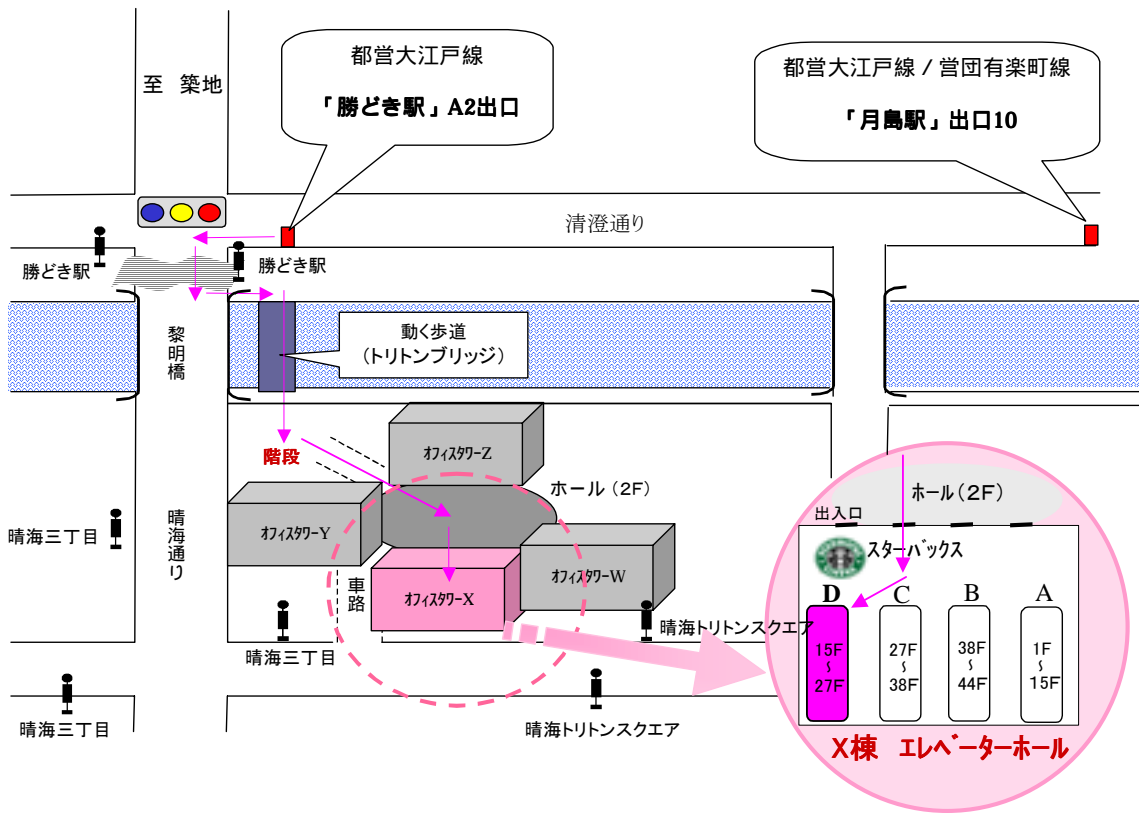 都営大江戸線
「勝どき駅」A2出口
都営大江戸線 / 営団有楽町線
「月島駅」出口10
至 築地
清澄通り
勝どき駅
勝どき駅
黎明橋
動く歩道
(トリトンブリッジ)
階段
オフィスタワーZ
ホール(2F)
オフィスタワーY
オフィスタワーW
オフィスタワーX
車路
晴海三丁目
晴海通り
晴海三丁目
晴海トリトンスクエア
晴海三丁目
晴海トリトンスクエア
ホール(2F)
出入口
スターバックス
D
C
B
A
15F
~
27F
27F
~
38F
38F
~
44F
1F
~
15F
X棟 エレベーターホール